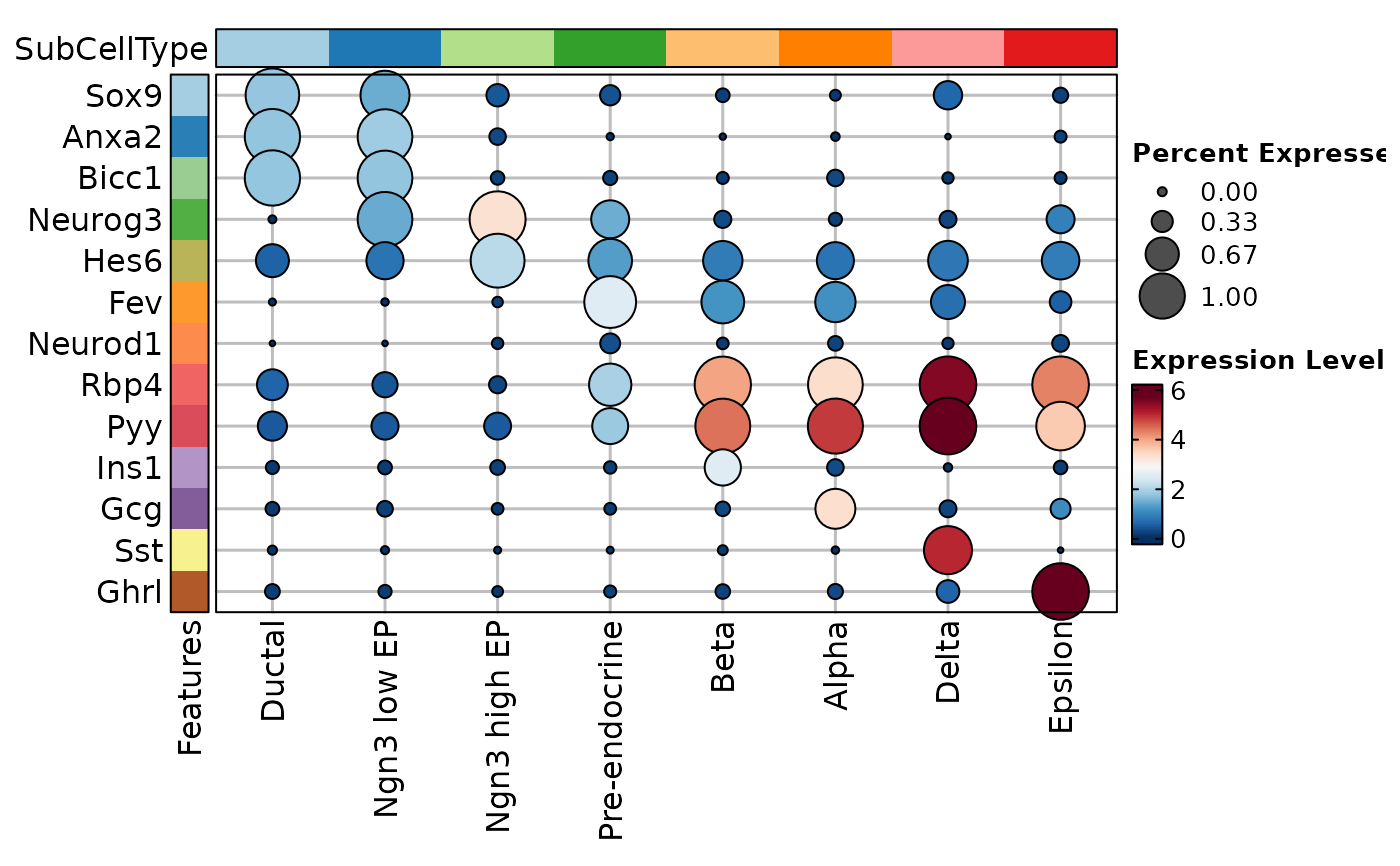 SubCellType
Sox9
Anxa2
Bicc1
Neurog3
Hes6
Fev
Neurod1
Rbp4
Pyy
Ins1
Gcg
Sst
Ghrl
Features
Ductal
Ngn3 low EP
Ngn3 high EP
Pre-endocrine
Beta
Alpha
Delta
Epsilon
Percent Expresse
0.00
0.33
0.67
1.00
Expression Level
6
4
2
0